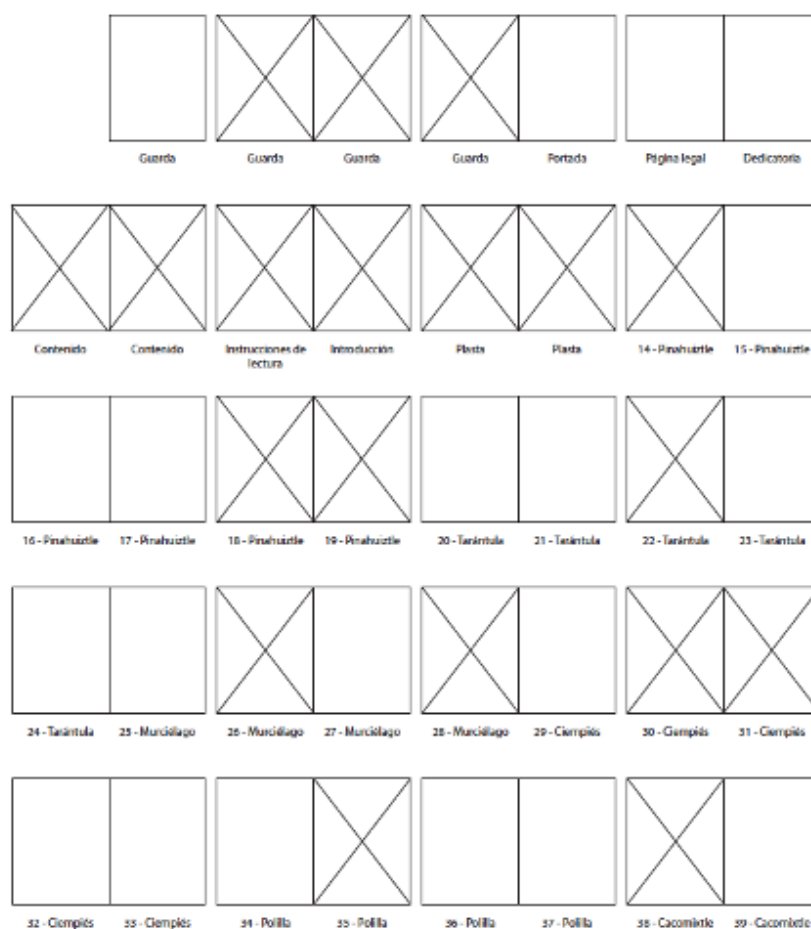 Guarda
Guarda
Guarda
Guarda
Portada
Página legal
Dedicatoria
Contenido
Contenido
Instrucciones de
lectura
Introducción
Plasta
Plasta
14 - Pinahuiztle
15 - Pinahuiztle
16 - Pinahuiztle
17 - Pinahuiztle
18 - Pinahuiztle
19 - Pinahuiztle
20 - Tarántula
21 - Tarántula
22 - Tarántula
23 - Tarántula
24 - Tarántula
25 - Murciélago
26 - Murciélago
27 - Murciélago
28 - Murciélago
29 - Ciempiés
30 - Ciempiés
31 - Ciempiés
32 - Ciempiés
33 - Ciempiés
34 - Polilla
35 - Polilla
36 - Polilla
37 - Polilla
38 - Cacomixtle
39 - Cacomixtle